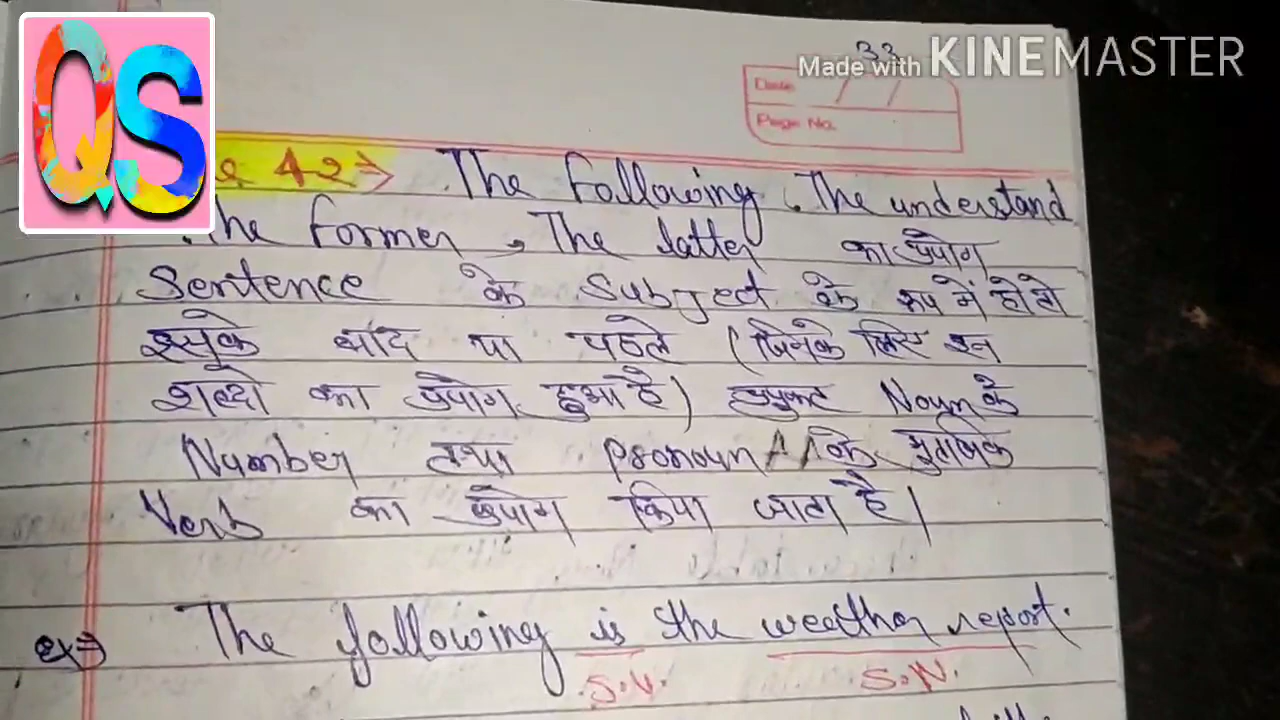 QS
33
Made with KINEMASTER
Date / /
Page No.
e 42⇒ The following, The understand
The former, The latter का प्रयोग
Sentence के Subject के रूप में हो तो
इसके बाद या पहले (जिनके लिए इन
शब्दों का प्रयोग हुआ है) प्रयुक्त Noun के
Number तथा pronoun के मुताबिक
Verb का प्रयोग किया जाता है।
Ex⇒ The following is the weather report.
S.V. S.N.